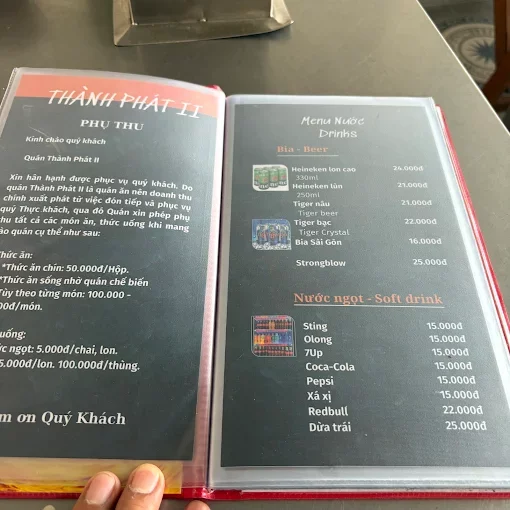 THÀNH PHÁT II
PHỤ THU
Kính chào quý khách
Quán Thành Phát II
Xin hân hạnh được phục vụ quý khách. Do
quán Thành Phát II là quán ăn nên doanh thu
chính xuất phát từ việc đón tiếp và phục vụ
quý Thực khách, qua đó Quán xin phép phụ
thu tất cả các món ăn, thức uống khi mang
vào quán cụ thể như sau:
Thức ăn:
*Thức ăn chín: 50.000đ/Hộp.
*Thức ăn sống nhờ quán chế biến
Tùy theo từng món: 100.000 -
00đ/món.
uống:
ớc ngọt: 5.000đ/chai, lon.
5.000đ/lon. 100.000đ/thùng.
m ơn Quý Khách
Menu Nước
Drinks
Bia - Beer
Heineken lon cao 24.000đ
330ml
Heineken lùn 21.000đ
250ml
Tiger nâu 21.000đ
Tiger beer
Tiger bạc 22.000đ
Tiger Crystal
Bia Sài Gòn 16.000đ
Strongblow 25.000đ
Nước ngọt - Soft drink
Sting 15.000đ
Olong 15.000đ
7Up 15.000đ
Coca-Cola 15.000đ
Pepsi 15.000đ
Xá xị 15.000đ
Redbull 22.000đ
Dừa trái 25.000đ